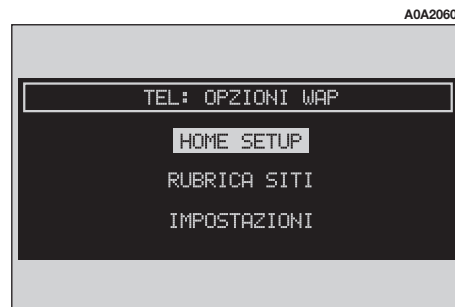 A0A2060
TEL: OPZIONI WAP
HOME SETUP
RUBRICA SITI
IMPOSTAZIONI